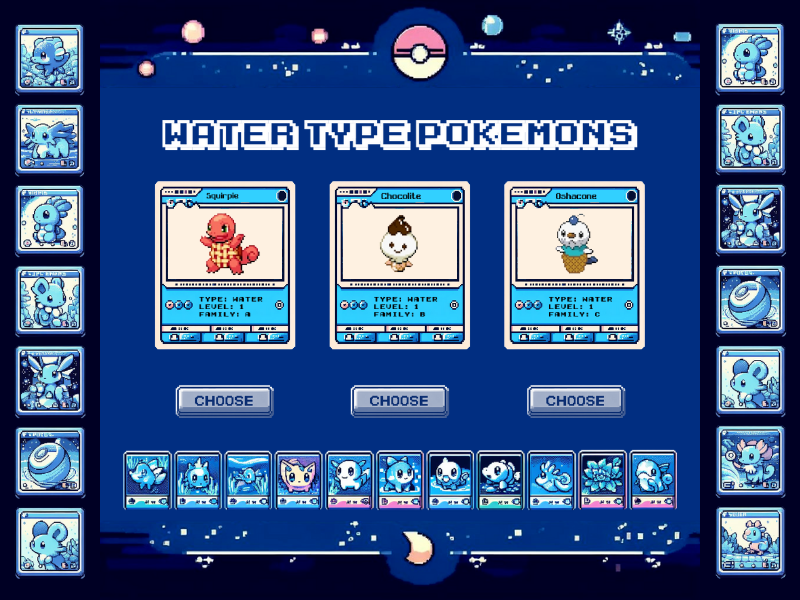 WATER TYPE POKEMONS
Squirpie
Chocolite
Oshacone
TYPE: WATER
LEVEL: 1
FAMILY: A
TYPE: WATER
LEVEL: 1
FAMILY: B
TYPE: WATER
LEVEL: 1
FAMILY: C
CHOOSE
CHOOSE
CHOOSE